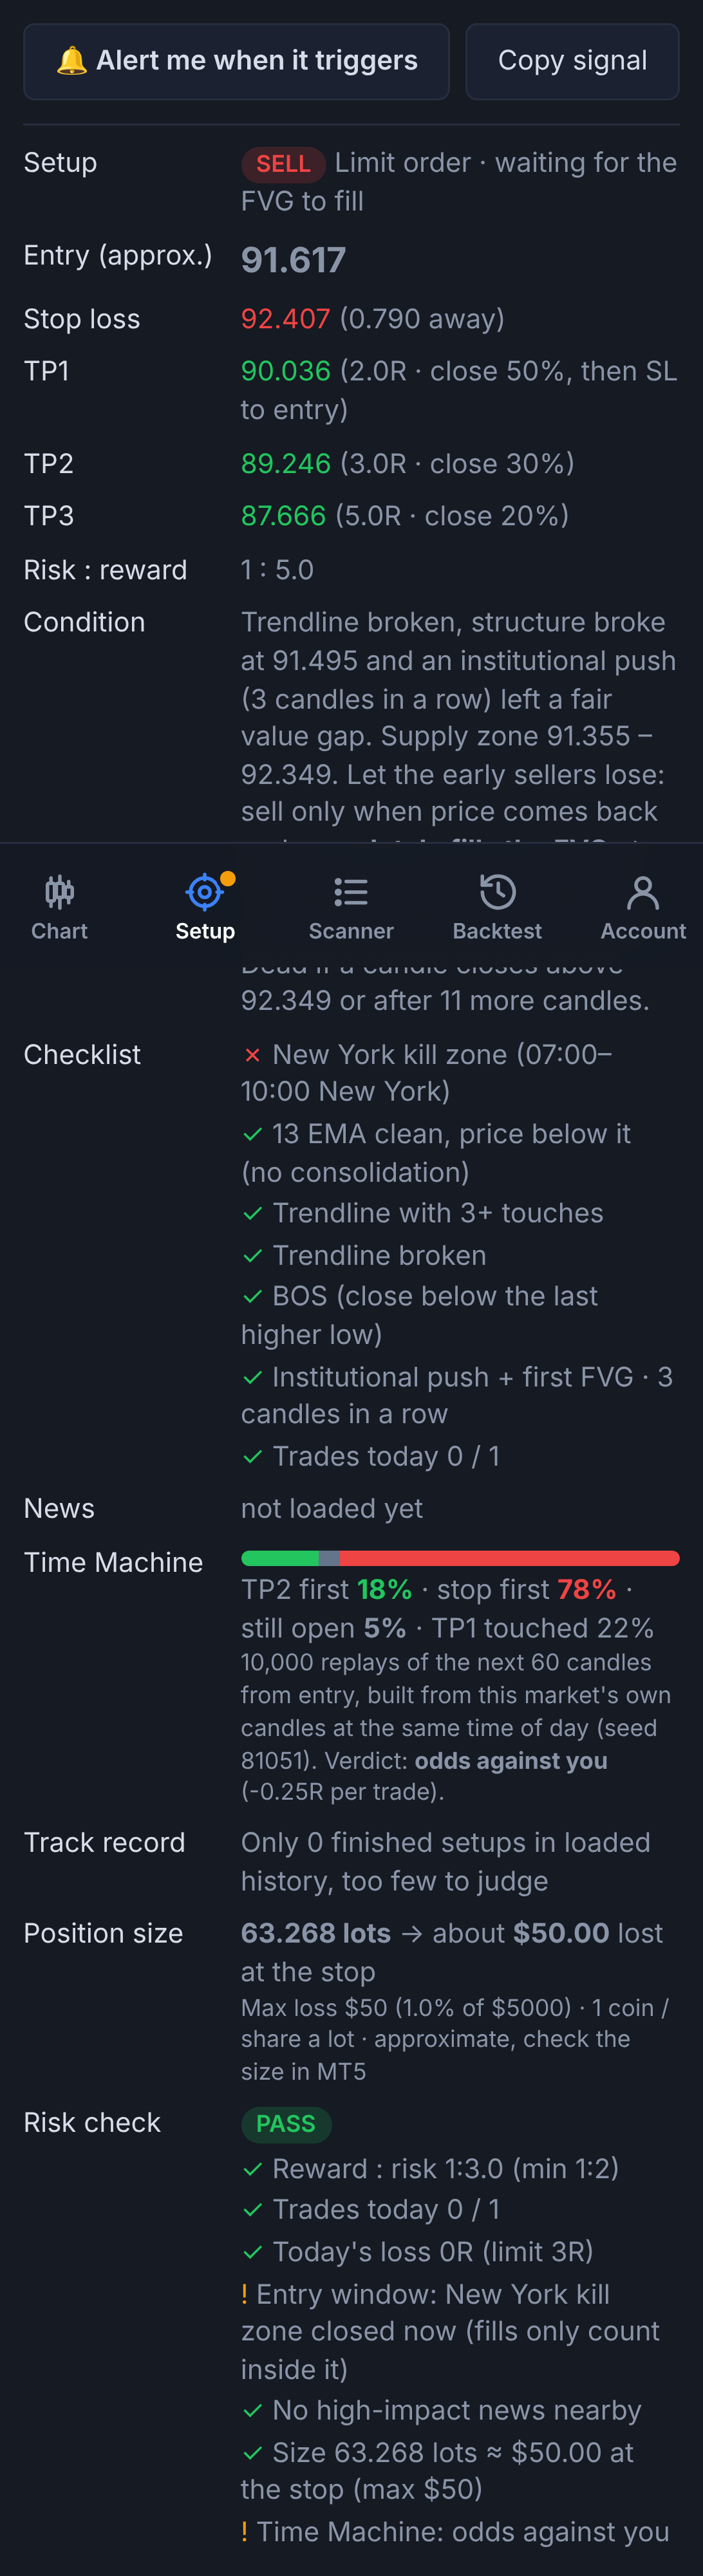 🔔 Alert me when it triggers
Copy signal
Setup
SELL Limit order · waiting for the
FVG to fill
Entry (approx.)
91.617
Stop loss
92.407 (0.790 away)
TP1
90.036 (2.0R · close 50%, then SL
to entry)
TP2
89.246 (3.0R · close 30%)
TP3
87.666 (5.0R · close 20%)
Risk : reward
1 : 5.0
Condition
Trendline broken, structure broke
at 91.495 and an institutional push
(3 candles in a row) left a fair
value gap. Supply zone 91.355 –
92.349. Let the early sellers lose:
sell only when price comes back
Chart
Setup
Scanner
Backtest
Account
Dead if a candle closes above
92.349 or after 11 more candles.
Checklist
✕ New York kill zone (07:00–
10:00 New York)
✓ 13 EMA clean, price below it
(no consolidation)
✓ Trendline with 3+ touches
✓ Trendline broken
✓ BOS (close below the last
higher low)
✓ Institutional push + first FVG · 3
candles in a row
✓ Trades today 0 / 1
News
not loaded yet
Time Machine
TP2 first 18% · stop first 78% ·
still open 5% · TP1 touched 22%
10,000 replays of the next 60 candles
from entry, built from this market's own
candles at the same time of day (seed
81051). Verdict: odds against you
(-0.25R per trade).
Track record
Only 0 finished setups in loaded
history, too few to judge
Position size
63.268 lots → about $50.00 lost
at the stop
Max loss $50 (1.0% of $5000) · 1 coin /
share a lot · approximate, check the
size in MT5
Risk check
PASS
✓ Reward : risk 1:3.0 (min 1:2)
✓ Trades today 0 / 1
✓ Today's loss 0R (limit 3R)
! Entry window: New York kill
zone closed now (fills only count
inside it)
✓ No high-impact news nearby
✓ Size 63.268 lots ≈ $50.00 at
the stop (max $50)
! Time Machine: odds against you